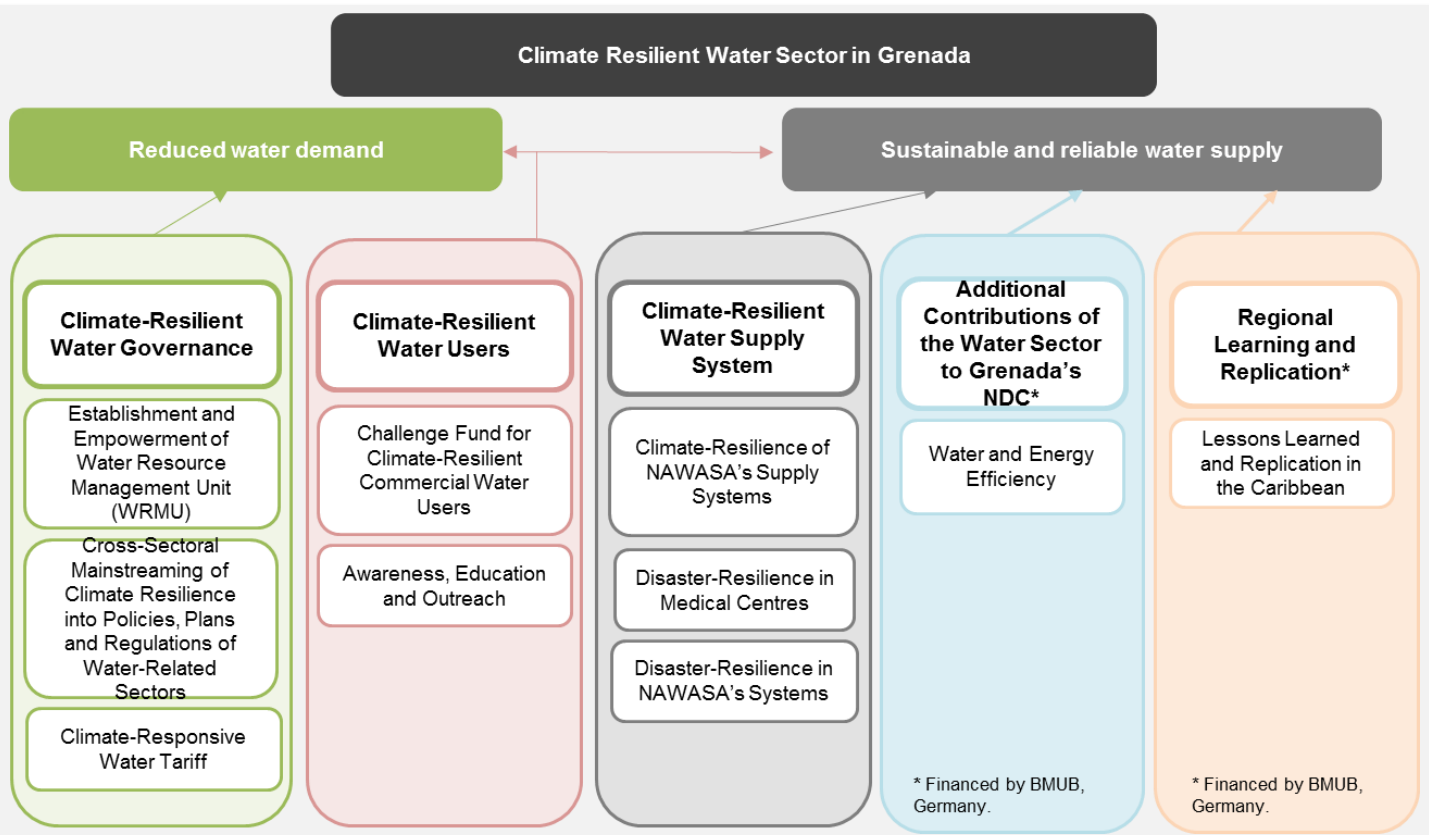 Climate Resilient Water Sector in Grenada
Reduced water demand
Sustainable and reliable water supply
Climate-Resilient
Water Governance
Establishment and
Empowerment of
Water Resource
Management Unit
(WRMU)
Cross-Sectoral
Mainstreaming of
Climate Resilience
into Policies, Plans
and Regulations of
Water-Related
Sectors
Climate-Responsive
Water Tariff
Climate-Resilient
Water Users
Challenge Fund for
Climate-Resilient
Commercial Water
Users
Awareness, Education
and Outreach
Climate-Resilient
Water Supply
System
Climate-Resilience of
NAWASA's Supply
Systems
Disaster-Resilience in
Medical Centres
Disaster-Resilience in
NAWASA's Systems
Additional
Contributions of
the Water Sector
to Grenada's
NDC*
Water and Energy
Efficiency
* Financed by BMUB,
Germany.
Regional
Learning and
Replication*
Lessons Learned
and Replication in
the Caribbean
* Financed by BMUB,
Germany.